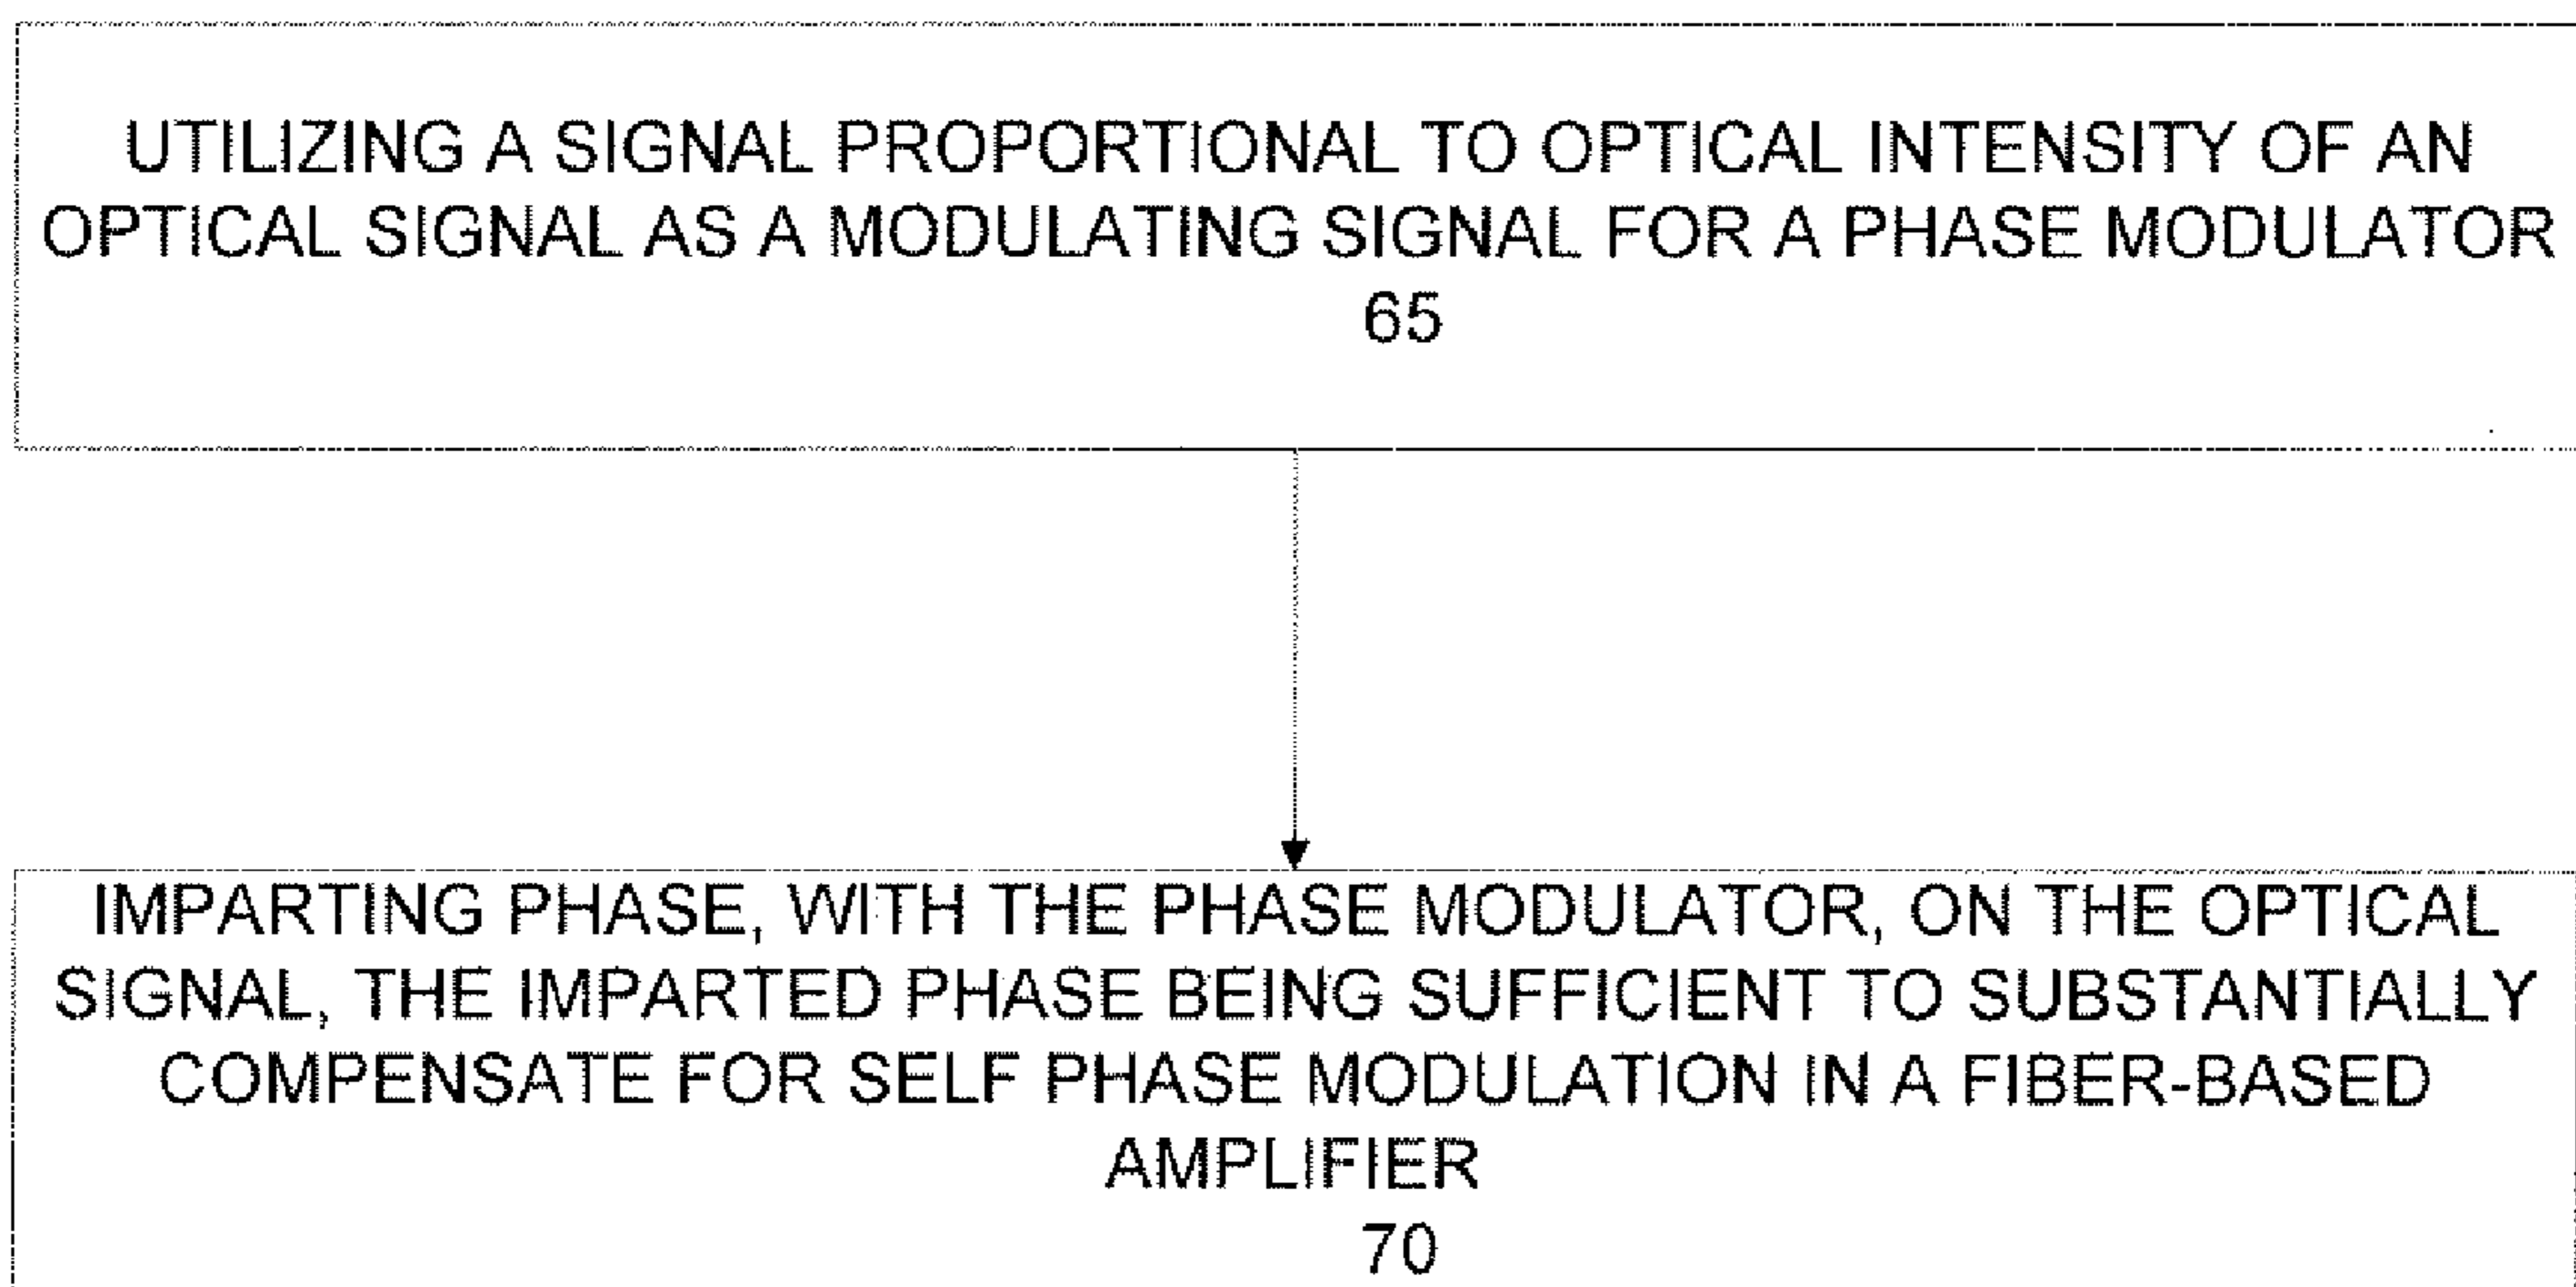 UTILIZING A SIGNAL PROPORTIONAL TO OPTICAL INTENSITY OF AN
OPTICAL SIGNAL AS A MODULATING SIGNAL FOR A PHASE MODULATOR
65
IMPARTING PHASE, WITH THE PHASE MODULATOR, ON THE OPTICAL
SIGNAL, THE IMPARTED PHASE BEING SUFFICIENT TO SUBSTANTIALLY
COMPENSATE FOR SELF PHASE MODULATION IN A FIBER-BASED
AMPLIFIER
70